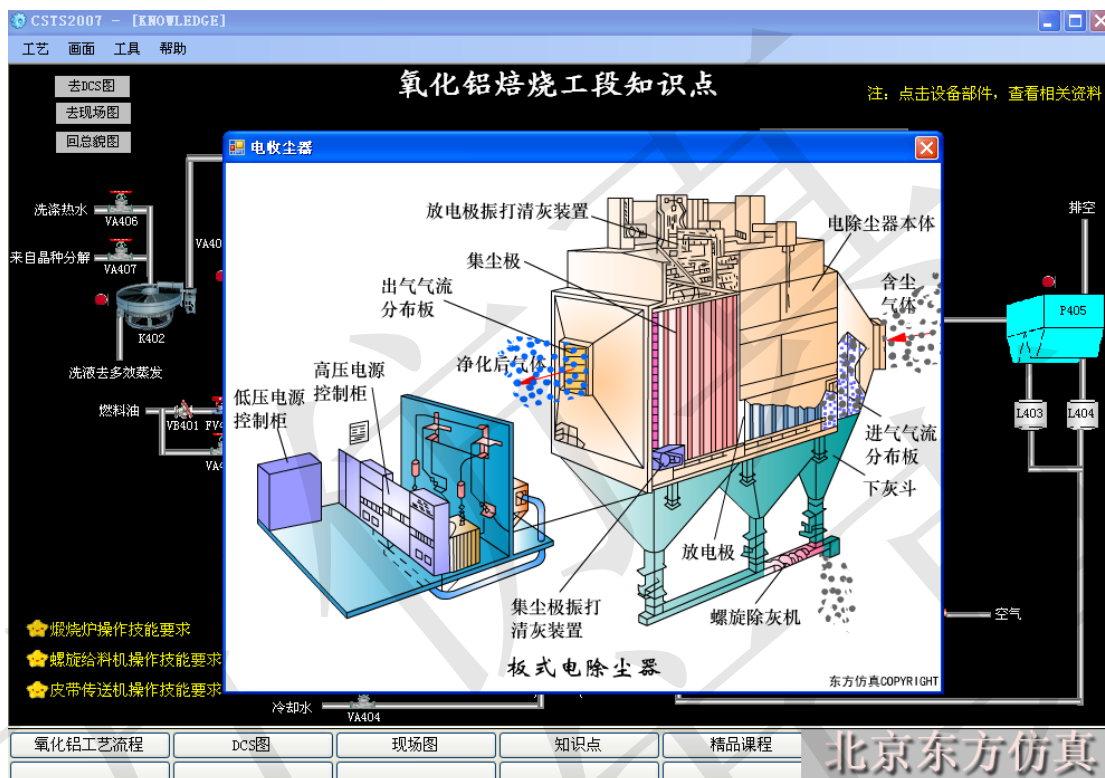 CSTS2007 - [KNOWLEDGE]
工艺 画面 工具 帮助
去DCS图
去现场图
回总貌图
氧化铝焙烧工段知识点
注：点击设备部件，查看相关资料
电收尘器
洗涤热水
VA406
来自晶种分解
VA407
VA40
K402
洗液去多效蒸发
燃料油
VB401
FV4
VA4
放电极振打清灰装置
电除尘器本体
集尘极
出气气流
分布板
含尘
气体
净化后气体
高压电源
控制柜
低压电源
控制柜
进气气流
分布板
下灰斗
放电极
集尘极振打
清灰装置
螺旋除灰机
板式电除尘器
东方仿真COPYRIGHT
排空
P405
L403
L404
空气
煅烧炉操作技能要求
螺旋给料机操作技能要求
皮带传送机操作技能要求
冷却水
VA404
氧化铝工艺流程
DCS图
现场图
知识点
精品课程
北京东方仿真